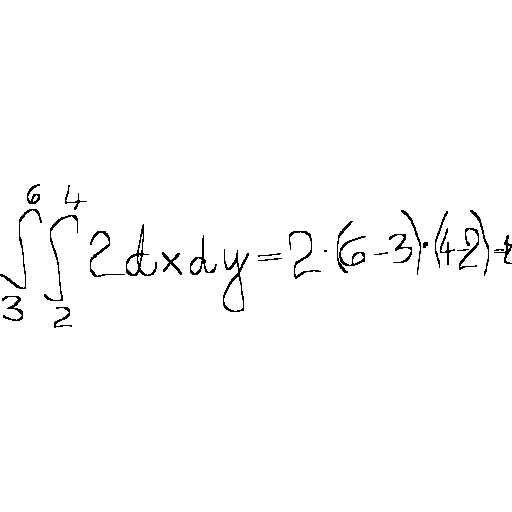 ∫₃⁶ ∫₂⁴ 2dxdy = 2·(6-3)·(4-2) =